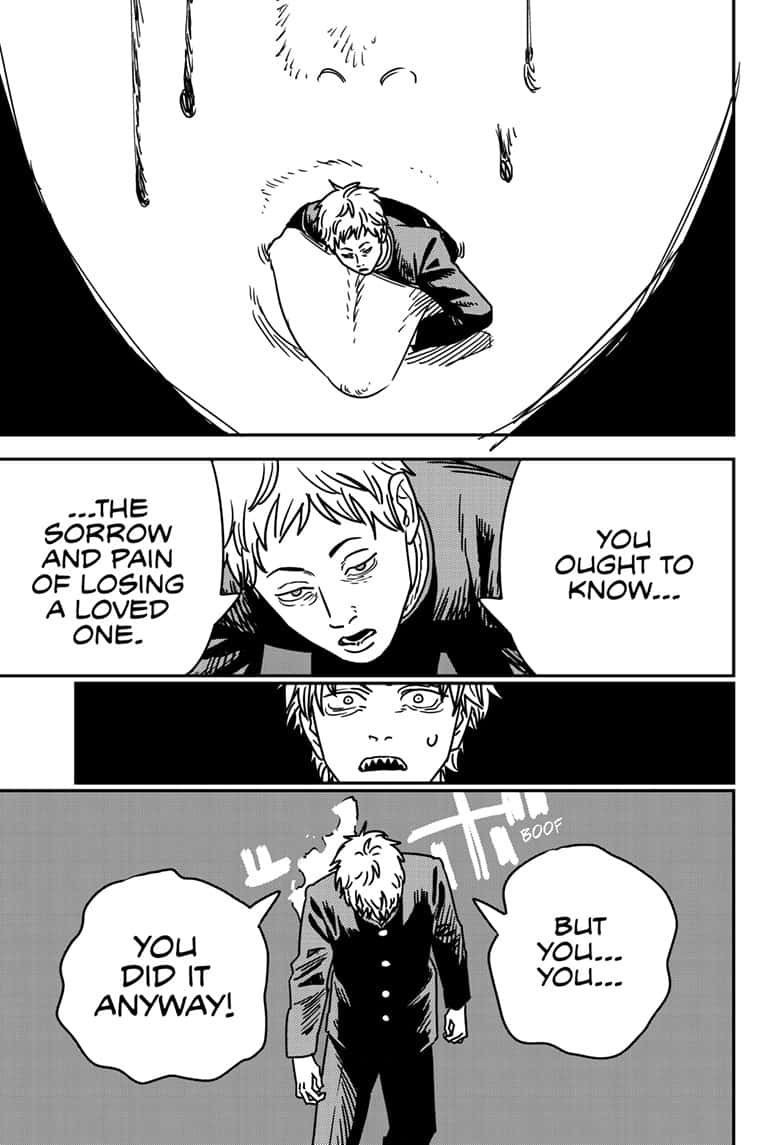 YOU
OUGHT TO
KNOW...
...THE
SORROW
AND PAIN
OF LOSING
A LOVED
ONE.
BOOF
BUT
YOU...
YOU...
YOU
DID IT
ANYWAY!